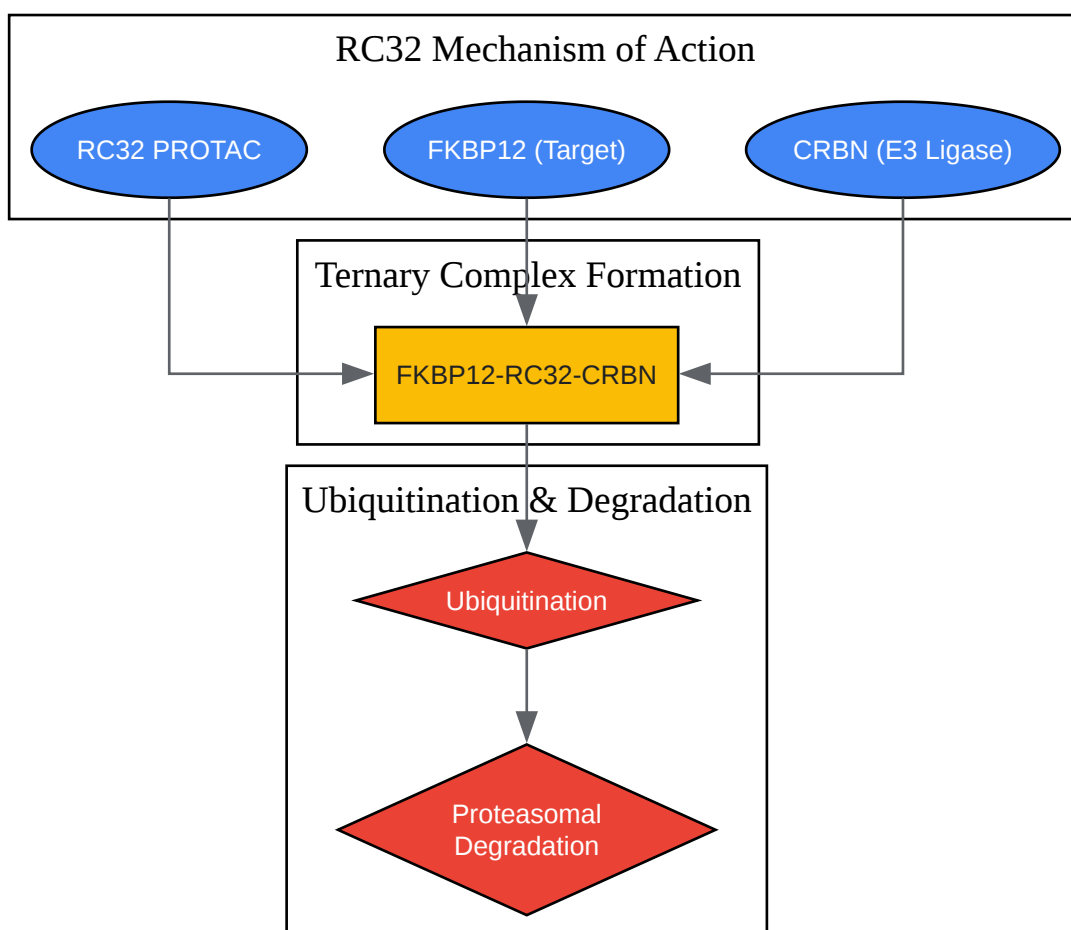 RC32 Mechanism of Action
RC32 PROTAC
FKBP12 (Target)
CRBN (E3 Ligase)
Ternary Complex Formation
FKBP12-RC32-CRBN
Ubiquitination & Degradation
Ubiquitination
Proteasomal
Degradation